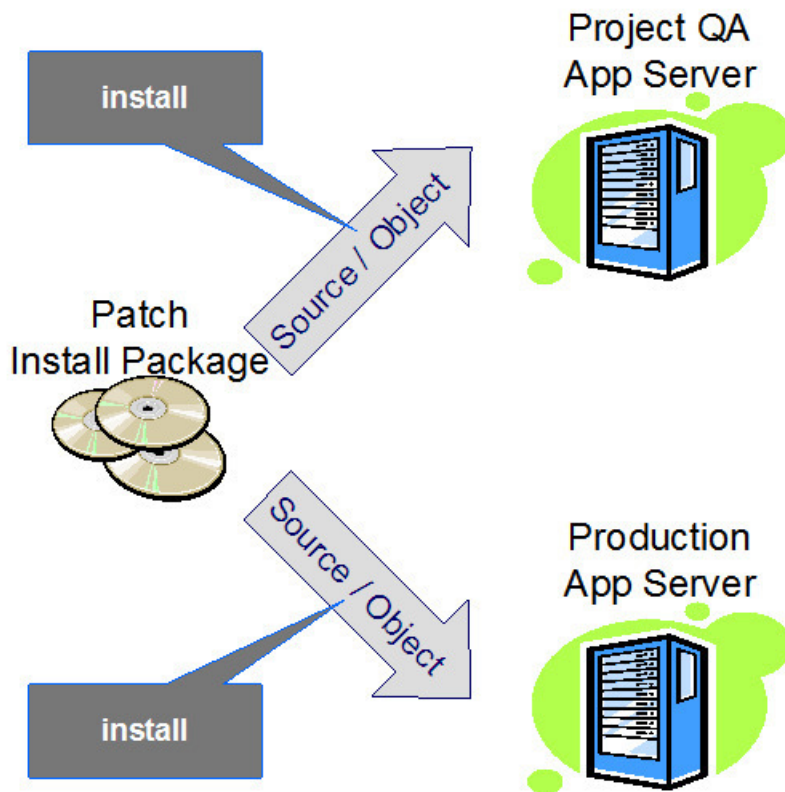 install
Project QA
App Server
Source / Object
Patch
Install Package
Source / Object
Production
App Server
install